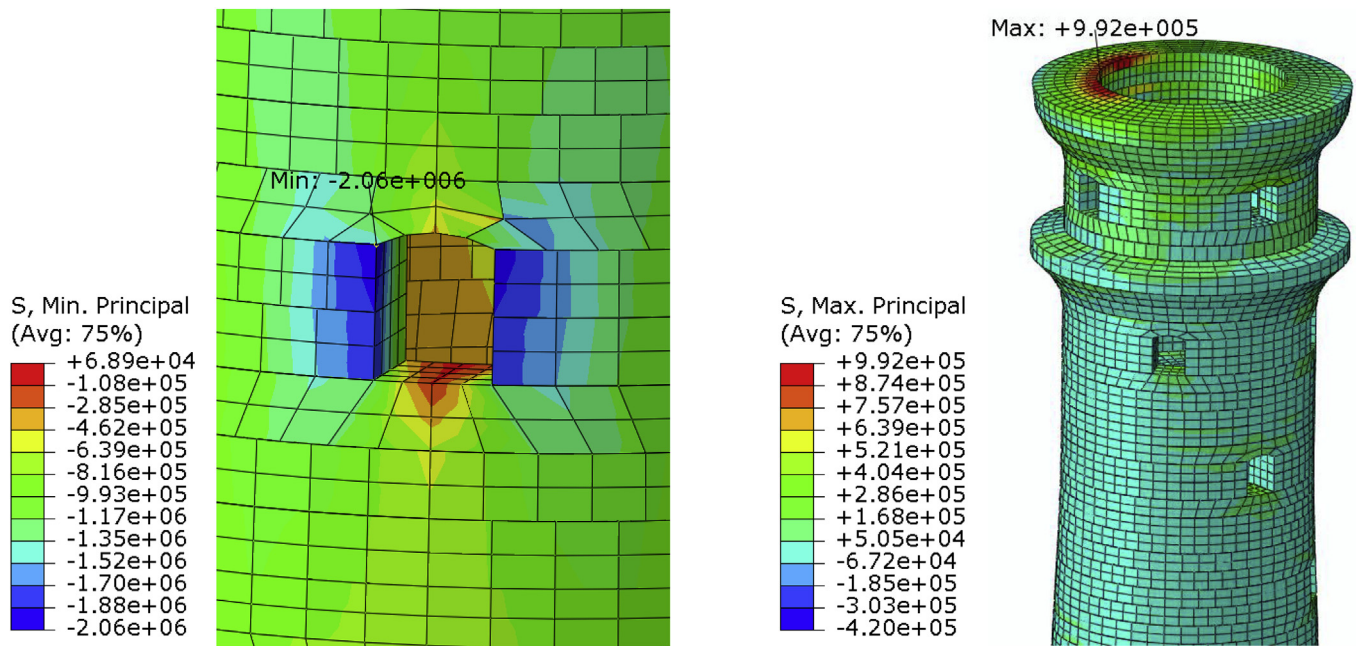 Min: -2.06e+006
S, Min. Principal
(Avg: 75%)
+6.89e+04
-1.08e+05
-2.85e+05
-4.62e+05
-6.39e+05
-8.16e+05
-9.93e+05
-1.17e+06
-1.35e+06
-1.52e+06
-1.70e+06
-1.88e+06
-2.06e+06
Max: +9.92e+005
S, Max. Principal
(Avg: 75%)
+9.92e+05
+8.74e+05
+7.57e+05
+6.39e+05
+5.21e+05
+4.04e+05
+2.86e+05
+1.68e+05
+5.05e+04
-6.72e+04
-1.85e+05
-3.03e+05
-4.20e+05